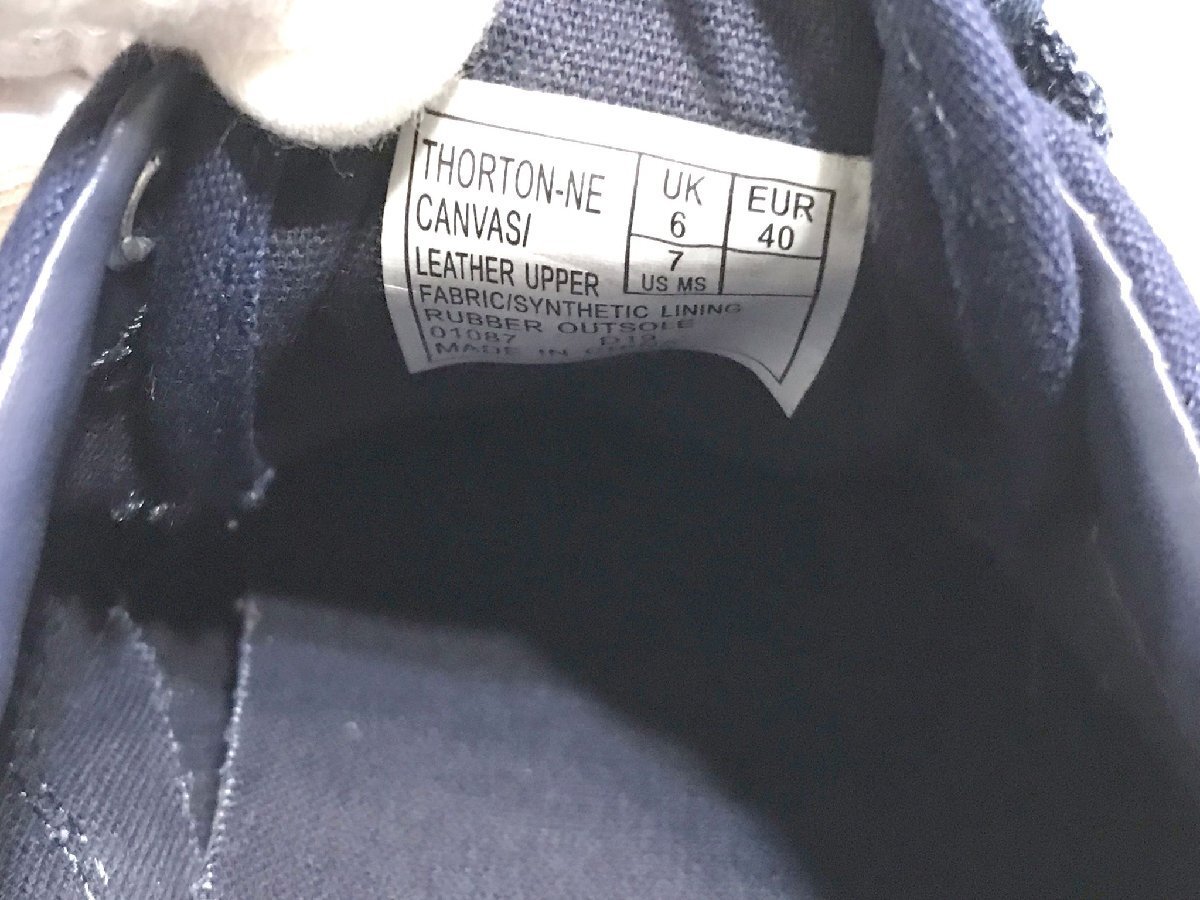 THORTON-NE
CANVAS/
LEATHER UPPER
UK
6
7
US MS
EUR
40
FABRIC/SYNTHETIC LINING
RUBBER OUTSOLE
01087
MADE IN